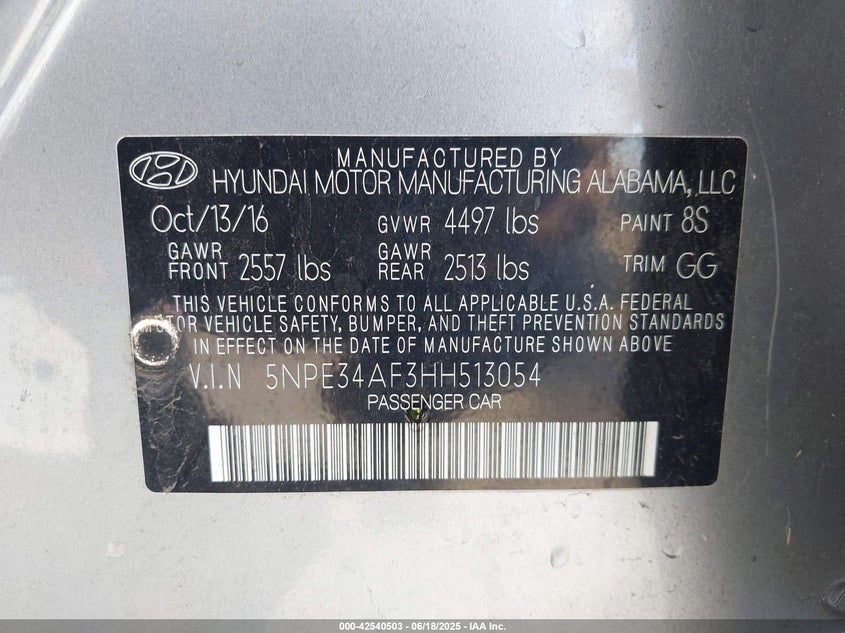 MANUFACTURED BY
HYUNDAI MOTOR MANUFACTURING ALABAMA, LLC
Oct/13/16 GVWR 4497 lbs PAINT 8S
GAWR FRONT 2557 lbs GAWR REAR 2513 lbs TRIM GG
THIS VEHICLE CONFORMS TO ALL APPLICABLE U.S.A. FEDERAL
TOR VEHICLE SAFETY, BUMPER, AND THEFT PREVENTION STANDARDS
IN EFFECT ON THE DATE OF MANUFACTURE SHOWN ABOVE.
V.I.N 5NPE34AF3HH513054
PASSENGER CAR
000-42540503 - 06/18/2025 - IAA Inc.